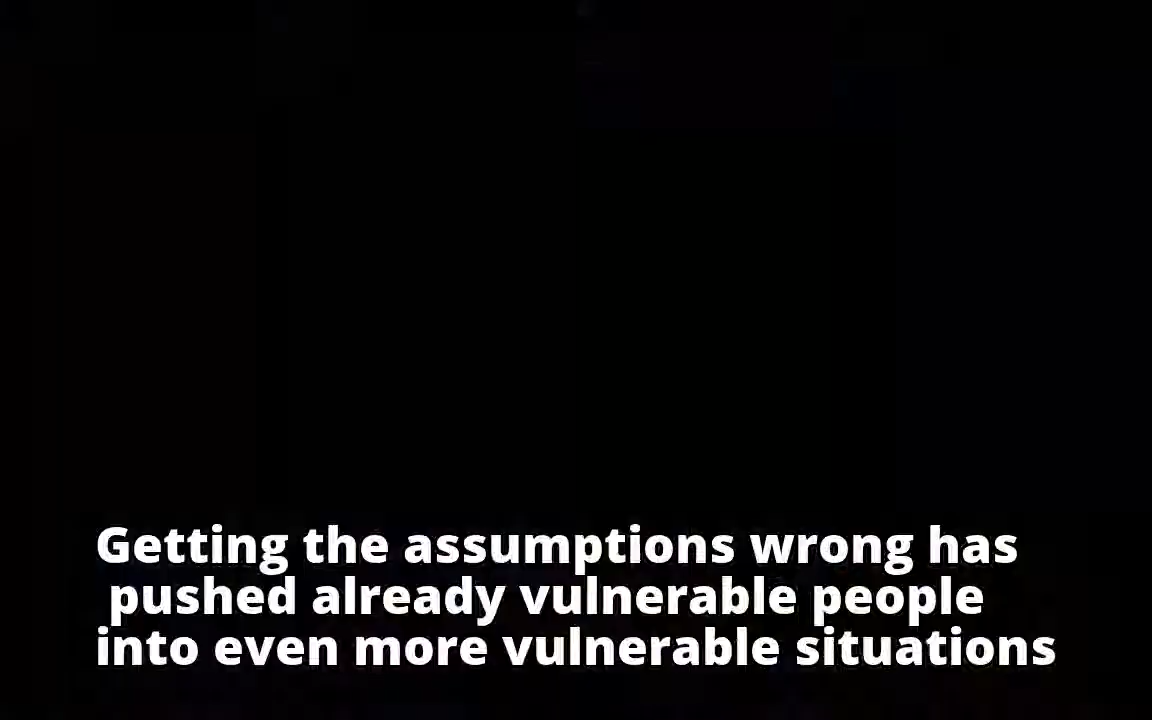 Getting the assumptions wrong has
pushed already vulnerable people
into even more vulnerable situations